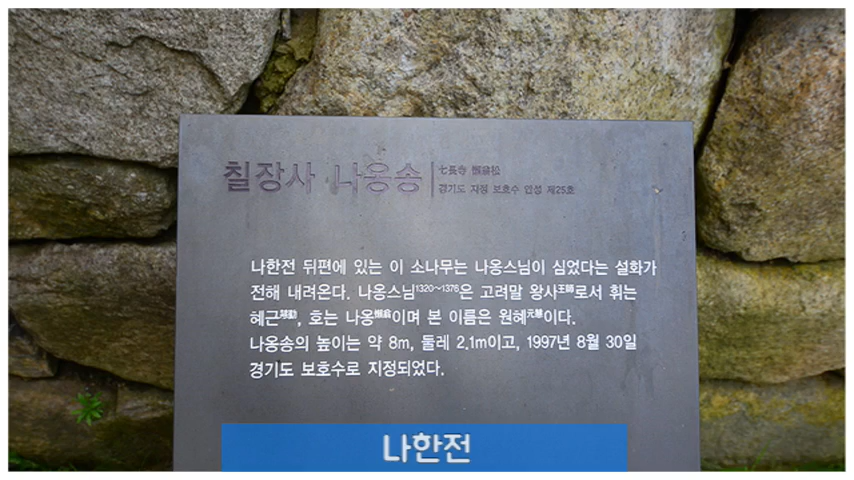 칠장사 나옹송
七長寺 懶翁松
경기도 지정 보호수 안성 제25호
나한전 뒤편에 있는 이 소나무는 나옹스님이 심었다는 설화가
전해 내려온다. 나옹스님1320~1376은 고려말 왕사王師로서 휘는
혜근, 호는 나옹懶翁이며 본 이름은 원혜元慧이다.
나옹송의 높이는 약 8m, 둘레 2.1m이고, 1997년 8월 30일
경기도 보호수로 지정되었다.
나한전